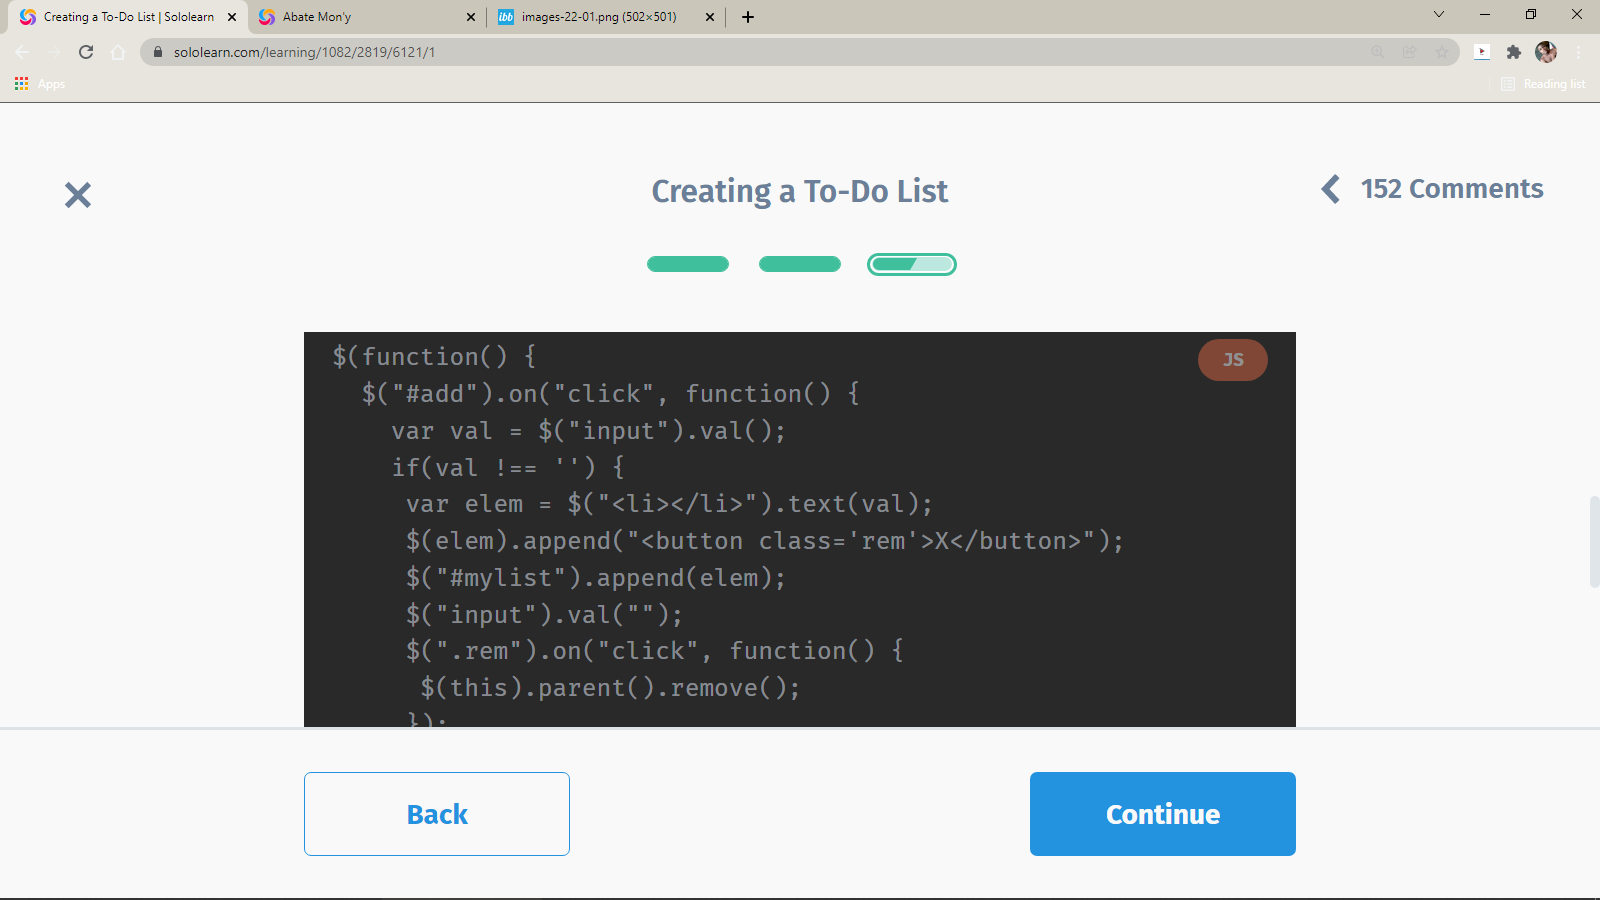 Creating a To-Do List | Sololearn
Abate Mon'y
ibb images-22-01.png (502×501)
sololearn.com/learning/1082/2819/6121/1
Apps
Reading list
Creating a To-Do List
152 Comments
JS
$(function() {
$("#add").on("click", function() {
var val = $("input").val();
if(val !== '') {
var elem = $("<li></li>").text(val);
$(elem).append("<button class='rem'>X</button>");
$("#mylist").append(elem);
$("input").val("");
$(".rem").on("click", function() {
$(this).parent().remove();
});
Back
Continue